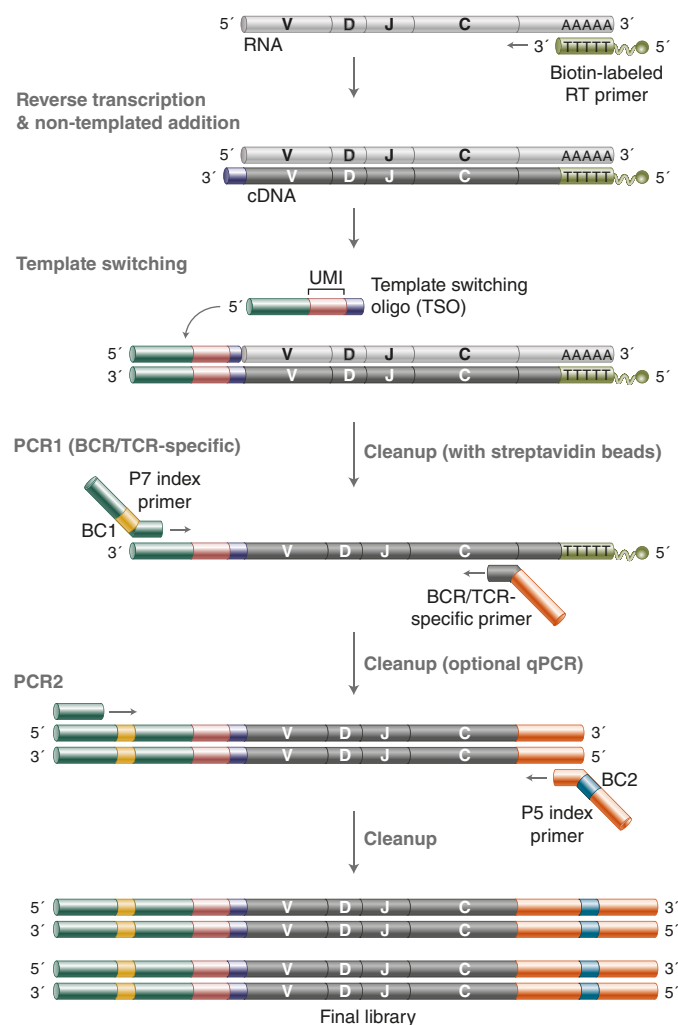 5´ V D J C AAAAA 3´
RNA
3´ TTTTT 5´
Biotin-labeled
RT primer
Reverse transcription
& non-templated addition
5´ V D J C AAAAA 3´
3´ V D J C TTTTT 5´
cDNA
Template switching
UMI
5´
Template switching
oligo (TSO)
5´ V D J C AAAAA 3´
3´ V D J C TTTTT 5´
PCR1 (BCR/TCR-specific)
Cleanup (with streptavidin beads)
P7 index
primer
BC1
3´ V D J C TTTTT 5´
BCR/TCR-
specific primer
Cleanup (optional qPCR)
PCR2
5´ V D J C 3´
3´ V D J C 5´
BC2
P5 index
primer
Cleanup
5´ V D J C 3´
3´ V D J C 5´
5´ V D J C 3´
3´ V D J C 5´
Final library